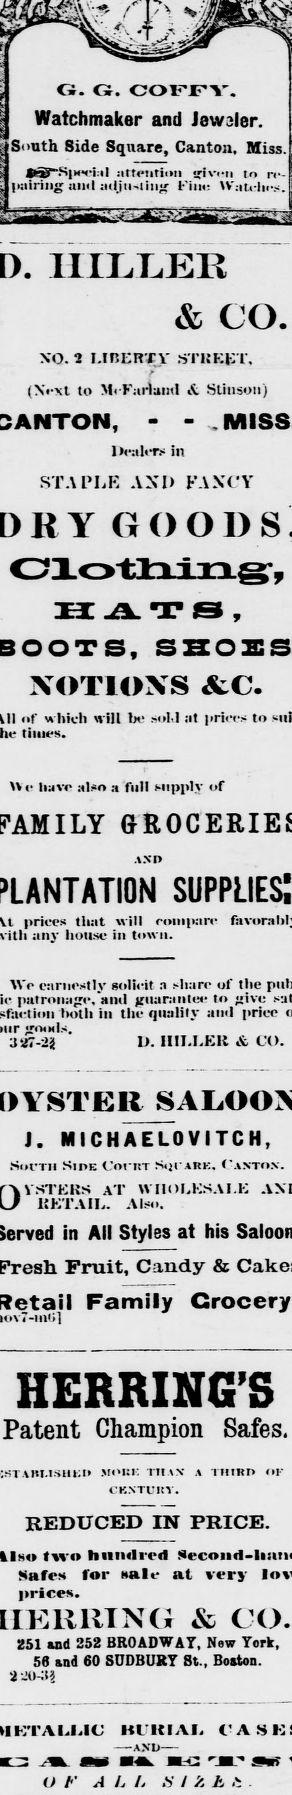 G. G. COFFY.
Watchmaker and Jeweler.
South Side Square, Canton, Miss.
Special attention given to re-
pairing and adjusting Fine Watches.
D. HILLER
& CO.
NO. 2 LIBERTY STREET,
(Next to McFarland & Stinson)
CANTON, - - MISS
Dealers in
STAPLE AND FANCY
DRY GOODS,
Clothing,
HATS,
BOOTS, SHOES
NOTIONS &C.
All of which will be sold at prices to sui
he times.
We have also a full supply of
FAMILY GROCERIES
AND
PLANTATION SUPPLIES;
At prices that will compare favorably
with any house in town.
We earnestly solicit a share of the pub
ic patronage, and guarantee to give sat
sfaction both in the quality and price o
our goods.
D. HILLER & CO.
OYSTER SALOON
J. MICHAELOVITCH,
SOUTH SIDE COURT SQUARE, CANTON.
OYSTERS AT WHOLESALE AND
RETAIL. Also,
Served in All Styles at his Saloon
Fresh Fruit, Candy & Cakes
Retail Family Grocery
nov7-m6]
HERRING'S
Patent Champion Safes.
ESTABLISHED MORE THAN A THIRD OF
CENTURY.
REDUCED IN PRICE.
Also two hundred Second-hand
Safes for sale at very low
prices.
HERRING & CO.
251 and 252 BROADWAY, New York,
56 and 60 SUDBURY St., Boston.
METALLIC BURIAL CASES
—AND—
CASKETS
OF ALL SIZES.